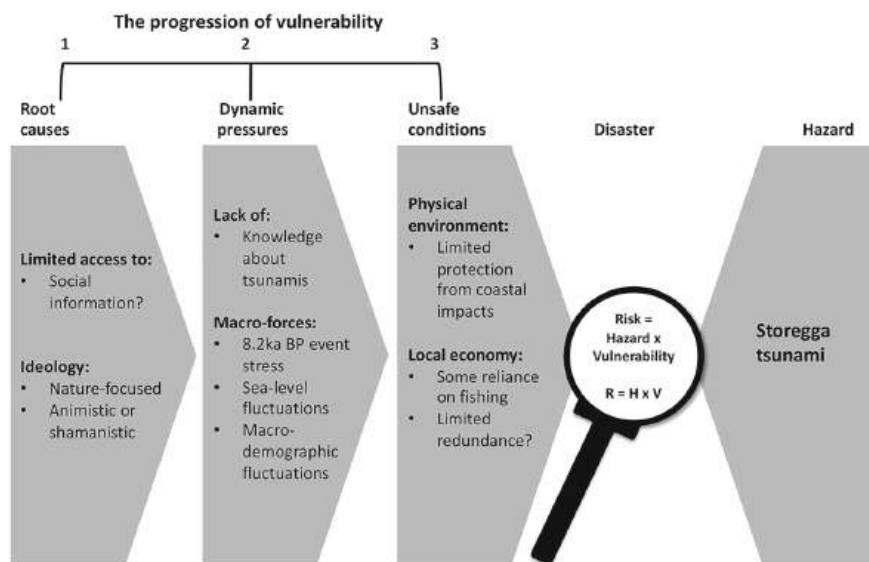 The progression of vulnerability
1 2 3
Root
causes
Dynamic
pressures
Unsafe
conditions
Disaster
Hazard
Limited access to:
• Social
information?
Ideology:
• Nature-focused
• Animistic or
shamanistic
Lack of:
• Knowledge
about
tsunamis
Macro-forces:
• 8.2ka BP event
stress
• Sea-level
fluctuations
• Macro-
demographic
fluctuations
Physical
environment:
• Limited
protection
from coastal
impacts
Local economy:
• Some reliance
on fishing
• Limited
redundance?
Risk =
Hazard x
Vulnerability
R = H x V
Storegga
tsunami